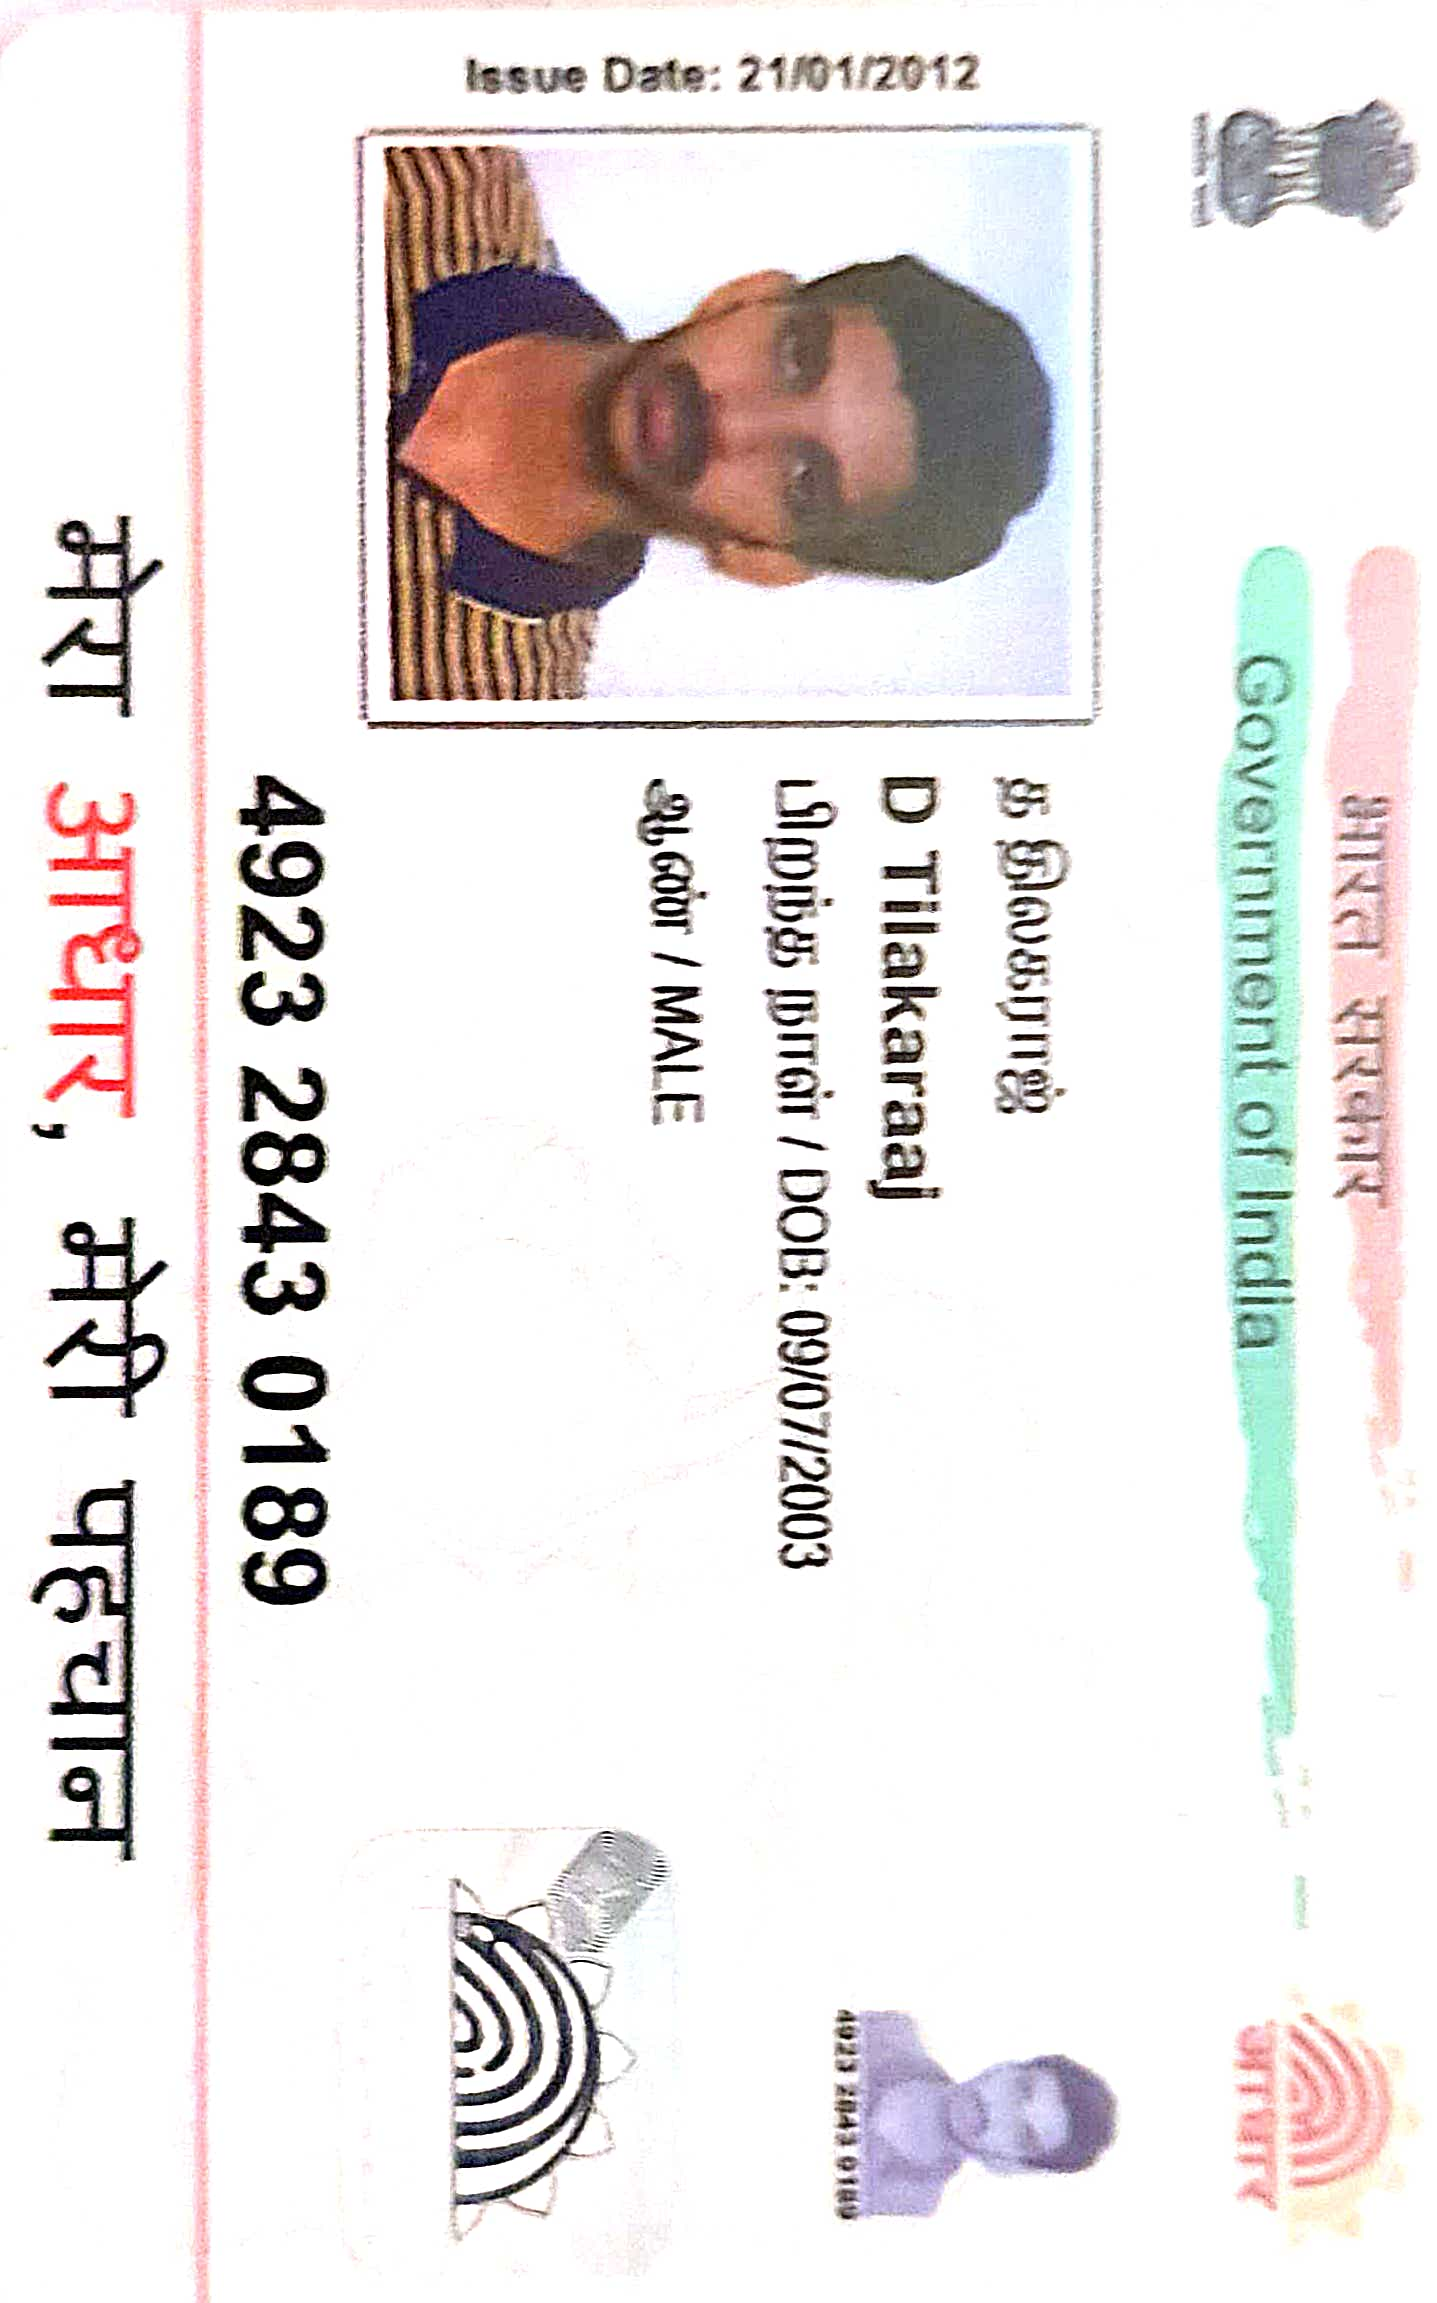 भारत सरकार
Government of India
Issue Date: 21/01/2012
த திலகராஜ்
D Tilakaraaj
பிறந்த நாள் / DOB: 09/07/2003
ஆண் / MALE
4923 2843 0189
4923 2843 0189
आधार
मेरा आधार, मेरी पहचान